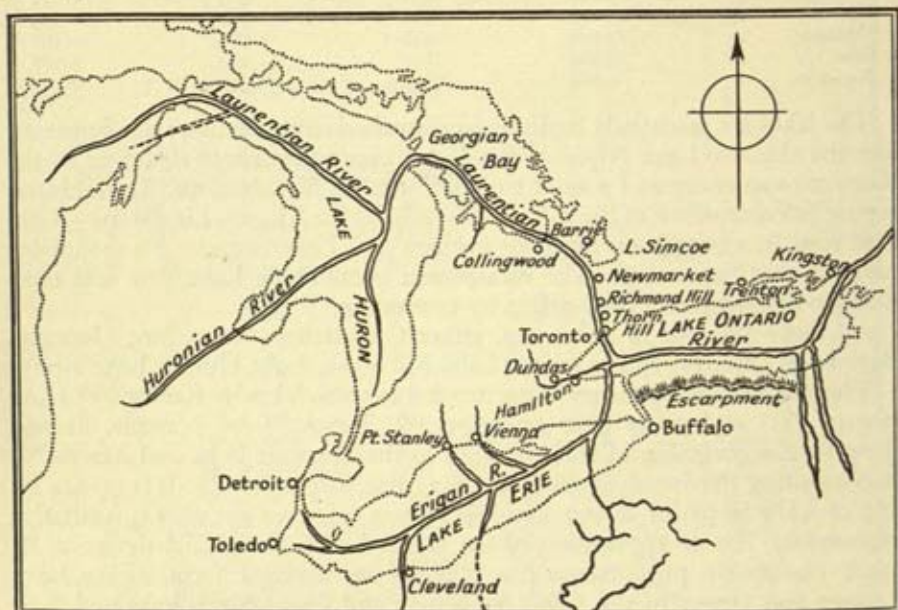 Laurentian River
Georgian
Bay
Laurentian
LAKE
HURON
Huronian River
Barrie
L. Simcoe
Collingwood
Newmarket
Kingston
Richmond Hill
Trenton
Thorn
Hill
LAKE ONTARIO
Toronto
River
Dundas
Hamilton
Escarpment
Pt. Stanley
Vienna
Buffalo
Detroit
Erigan R.
LAKE ERIE
Toledo
Cleveland